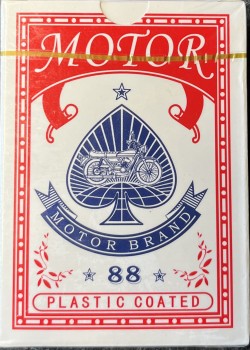 MOTOR
MOTOR BRAND
88
PLASTIC COATED